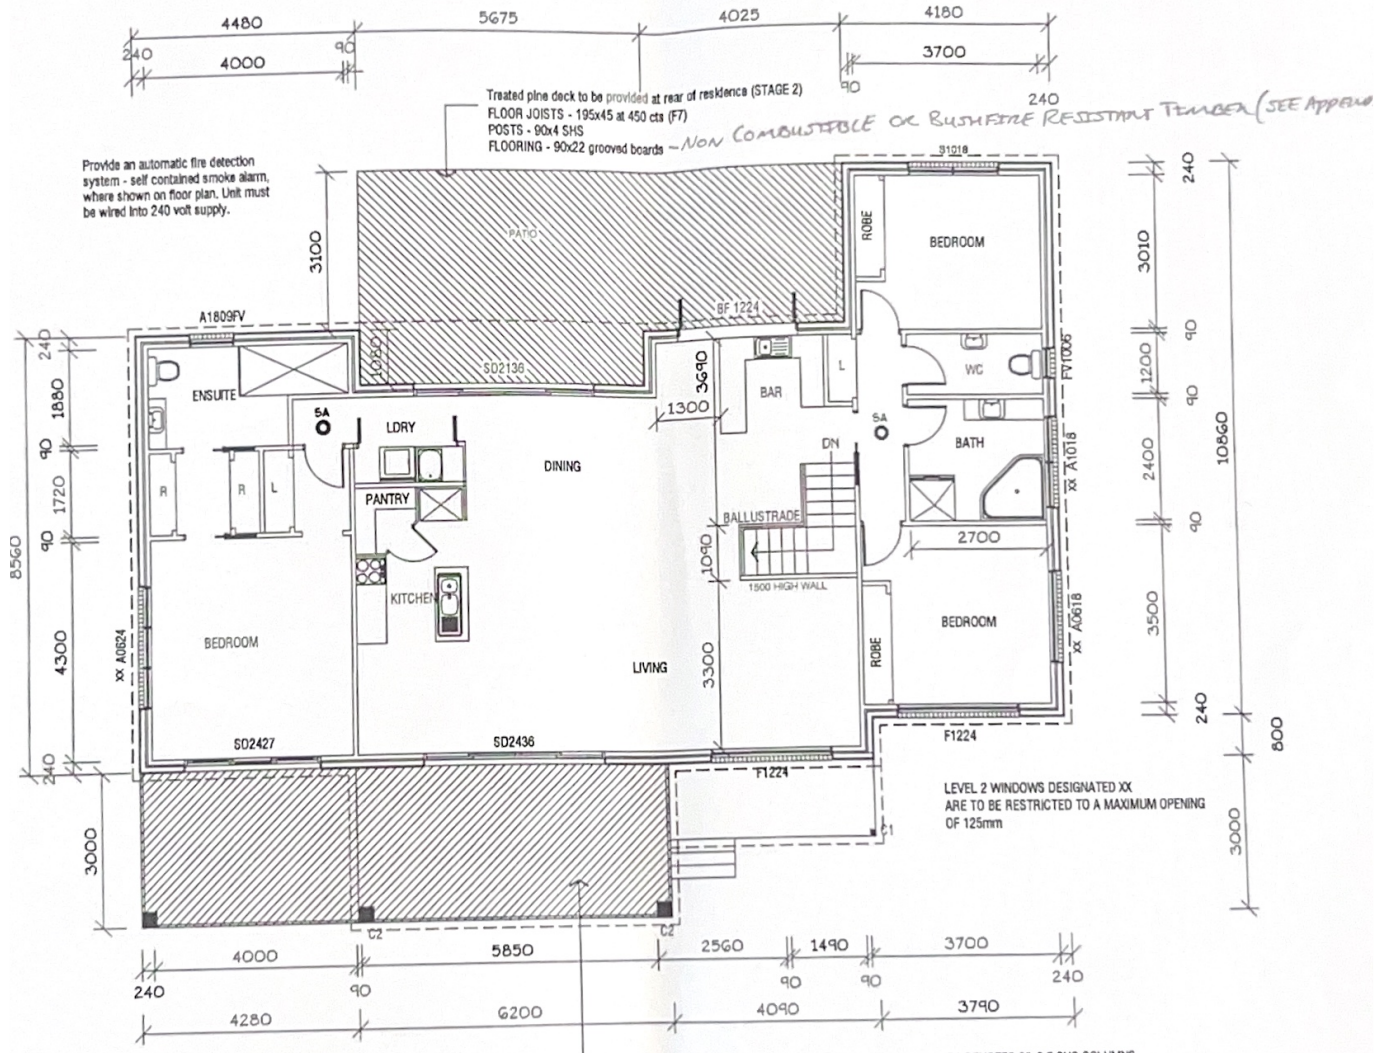 4480
5675
4025
4180
240
90
4000
3700
90
240
Treated pine deck to be provided at rear of residence (STAGE 2)
FLOOR JOISTS - 195x45 at 450 cts (F7)
POSTS - 90x4 SHS
FLOORING - 90x22 grooved boards
- NON COMBUSTIBLE OR BUSHFIRE RESISTANT TIMBER (SEE
Provide an automatic fire detection
system - self contained smoke alarm,
where shown on floor plan. Unit must
be wired into 240 volt supply.
S1018
240
3100
PATIO
ROBE
BEDROOM
3010
A1809FV
BF 1224
90
240
1080
SD2136
3690
L
WC
FV1006
1200
ENSUITE
BAR
1880
1300
90
SA
LDRY
SA
DN
BATH
90
DINING
XX A1018
2400
10860
R
R
L
1720
PANTRY
BALLUSTRADE
90
8560
90
1090
2700
1500 HIGH WALL
KITCHEN
BEDROOM
XX A0618
3500
BEDROOM
XX A0624
4300
LIVING
3300
ROBE
240
SD2427
SD2436
F1224
800
240
F1224
LEVEL 2 WINDOWS DESIGNATED XX
ARE TO BE RESTRICTED TO A MAXIMUM OPENING
OF 125mm
C1
3000
3000
C2
C2
4000
5850
2560
1490
3700
240
90
90
90
240
4280
6200
4090
3790